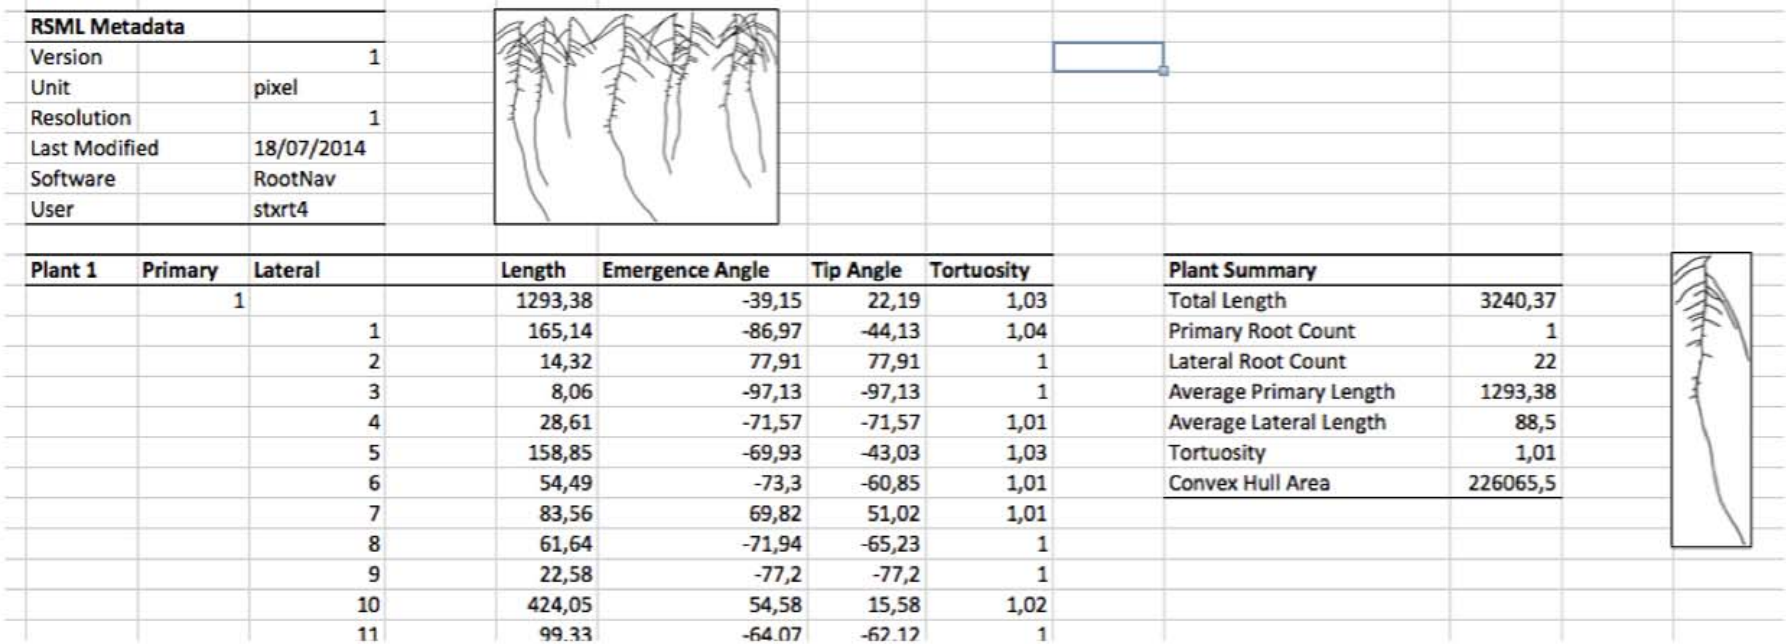 RSML Metadata
Version 1
Unit pixel
Resolution 1
Last Modified 18/07/2014
Software RootNav
User stxrt4
Plant 1 Primary Lateral Length Emergence Angle Tip Angle Tortuosity
1 1293,38 -39,15 22,19 1,03
1 165,14 -86,97 -44,13 1,04
2 14,32 77,91 77,91 1
3 8,06 -97,13 -97,13 1
4 28,61 -71,57 -71,57 1,01
5 158,85 -69,93 -43,03 1,03
6 54,49 -73,3 -60,85 1,01
7 83,56 69,82 51,02 1,01
8 61,64 -71,94 -65,23 1
9 22,58 -77,2 -77,2 1
10 424,05 54,58 15,58 1,02
11 99,33 -64,07 -62,12 1
Plant Summary
Total Length 3240,37
Primary Root Count 1
Lateral Root Count 22
Average Primary Length 1293,38
Average Lateral Length 88,5
Tortuosity 1,01
Convex Hull Area 226065,5